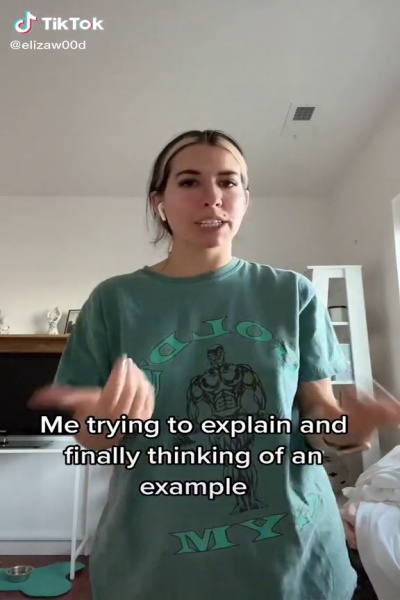 TikTok
@elizaw00d
Me trying to explain and
finally thinking of an
example